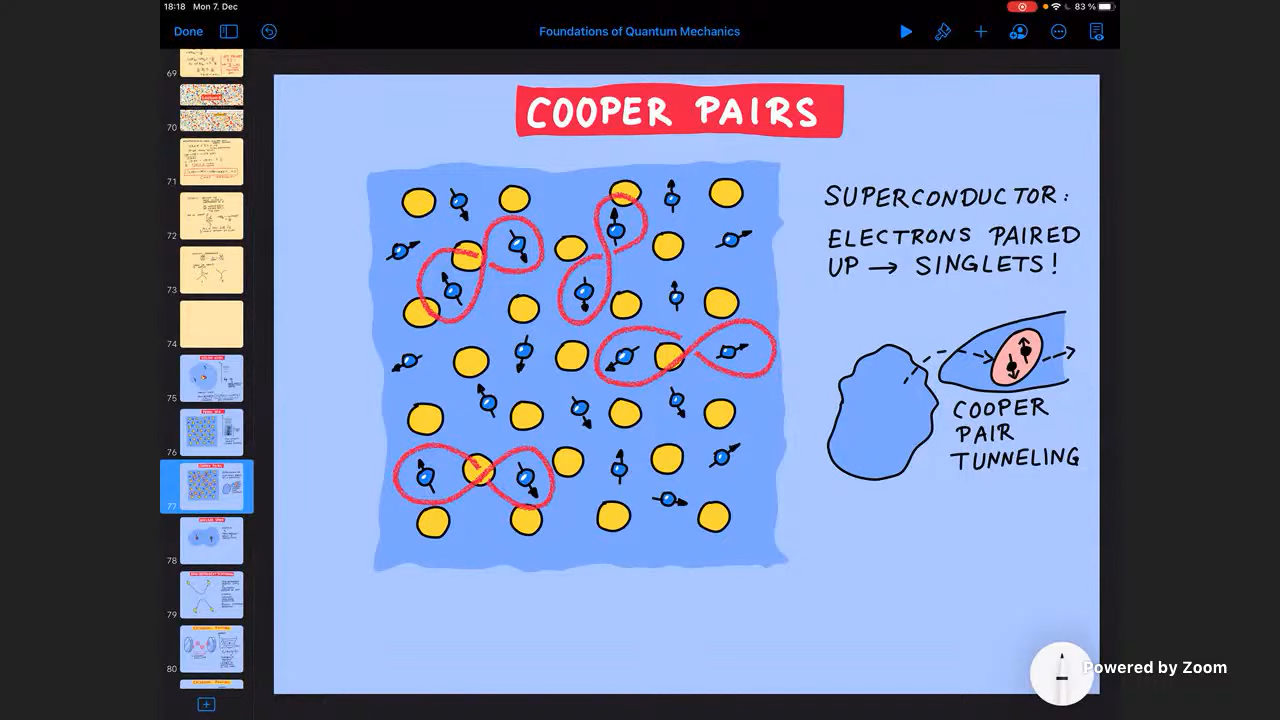 18:18 Mon 7. Dec
83 %
Done
Foundations of Quantum Mechanics
69
70
71
72
73
74
75
76
77
78
79
80
COOPER PAIRS
SUPERCONDUCTOR:
ELECTRONS PAIRED
UP → SINGLETS!
COOPER
PAIR
TUNNELING
Powered by Zoom